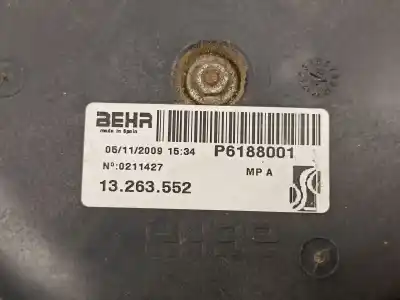 BEHR
made in Spain
05/11/2009 15:34 P6188001
Nº:0211427 MP A
13.263.552